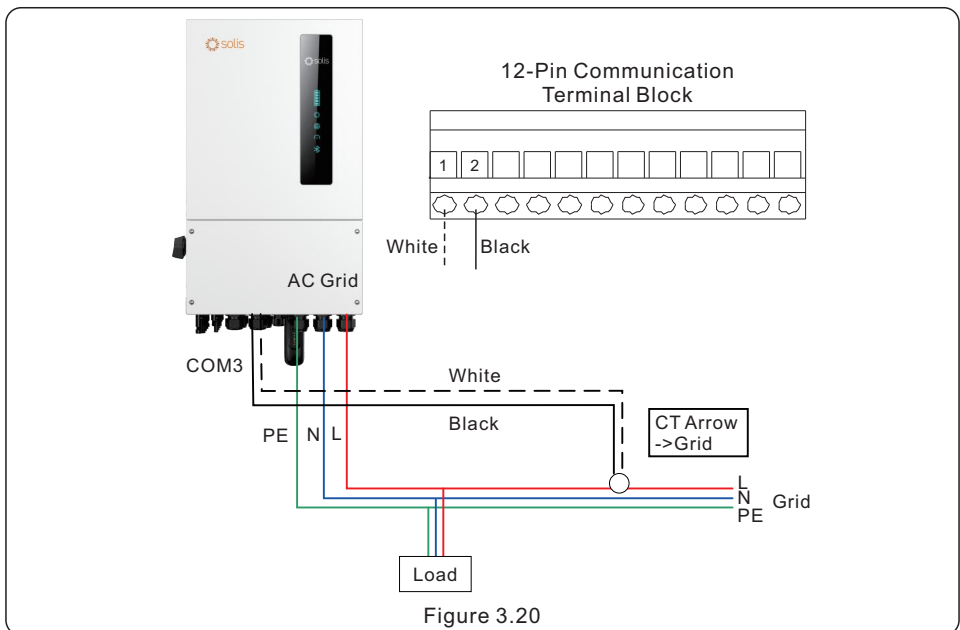 solis
solis
12-Pin Communication
Terminal Block
1 2
White
Black
AC Grid
COM3
White
Black
CT Arrow
->Grid
PE N L
L
N
Grid
PE
Load
Figure 3.20